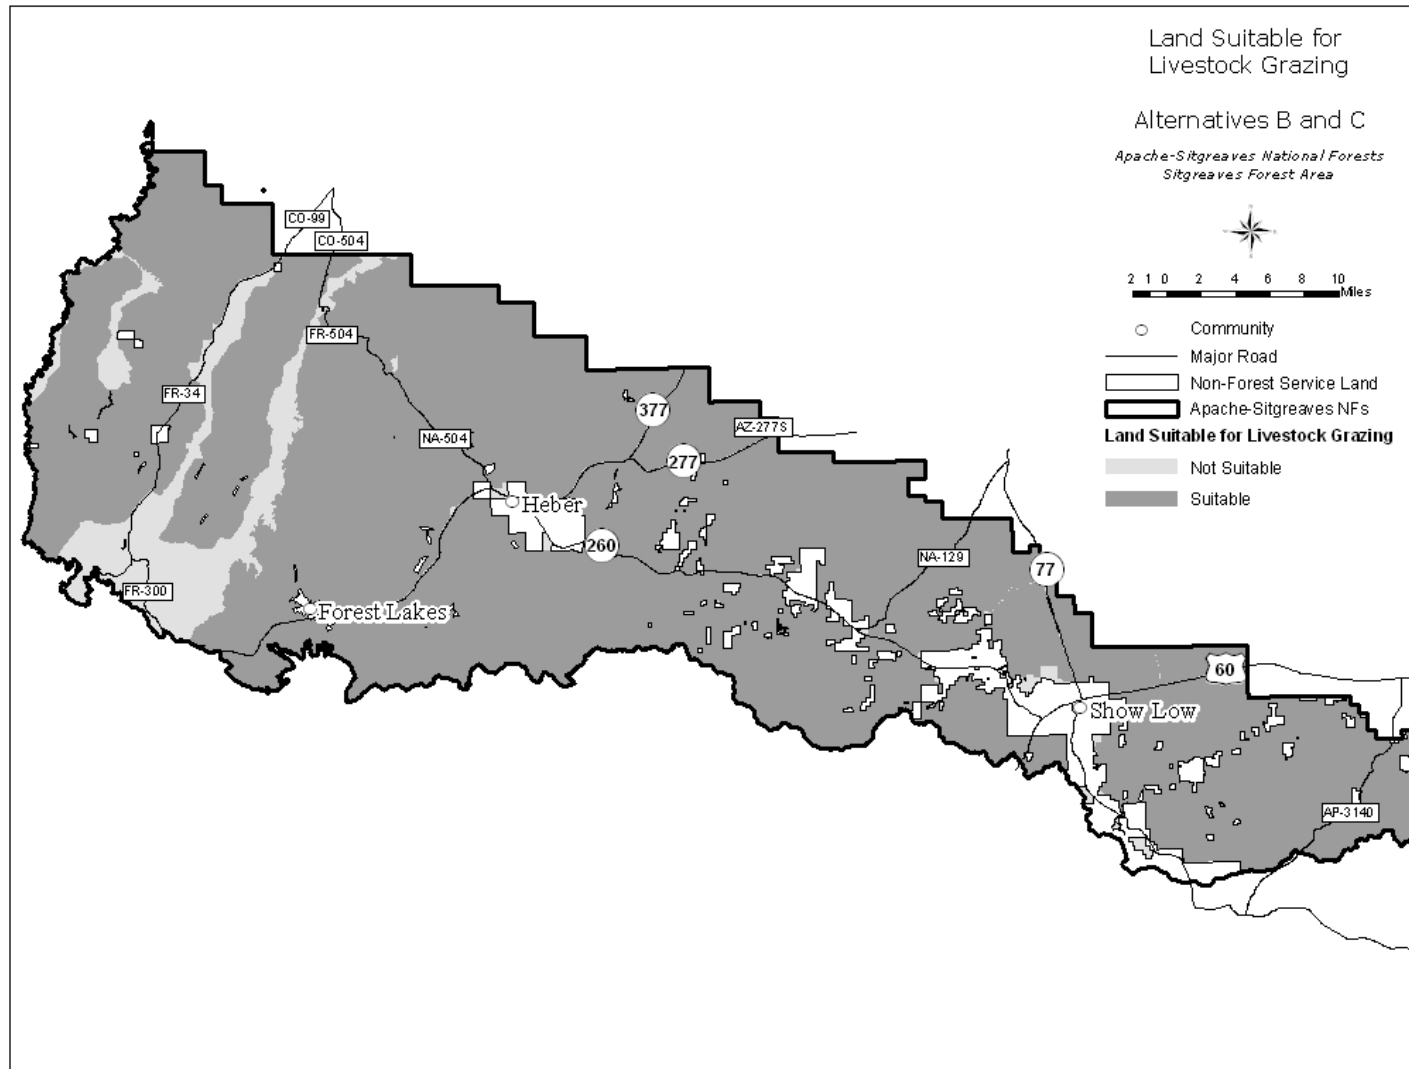 Land Suitable for
Livestock Grazing
Alternatives B and C
Apache-Sitgreaves National Forests
Sitgreaves Forest Area
2 1 0 2 4 6 8 10
Miles
Community
Major Road
Non-Forest Service Land
Apache-Sitgreaves NFs
Land Suitable for Livestock Grazing
Not Suitable
Suitable
CO-99
CO-504
FR-504
FR-34
377
AZ-277S
NA-504
277
Heber
260
NA-129
77
FR-300
Forest Lakes
60
Show Low
AP-3140